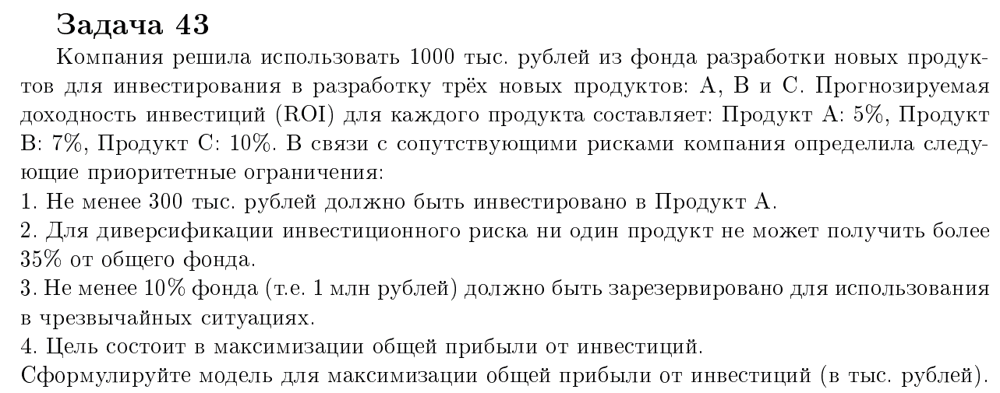 Задача 43
Компания решила использовать 1000 тыс. рублей из фонда разработки новых продук-
тов для инвестирования в разработку трёх новых продуктов: A, B и C. Прогнозируемая
доходность инвестиций (ROI) для каждого продукта составляет: Продукт A: 5%, Продукт
B: 7%, Продукт C: 10%. В связи с сопутствующими рисками компания определила следу-
ющие приоритетные ограничения:
1. Не менее 300 тыс. рублей должно быть инвестировано в Продукт A.
2. Для диверсификации инвестиционного риска ни один продукт не может получить более
35% от общего фонда.
3. Не менее 10% фонда (т.е. 1 млн рублей) должно быть зарезервировано для использования
в чрезвычайных ситуациях.
4. Цель состоит в максимизации общей прибыли от инвестиций.
Сформулируйте модель для максимизации общей прибыли от инвестиций (в тыс. рублей).